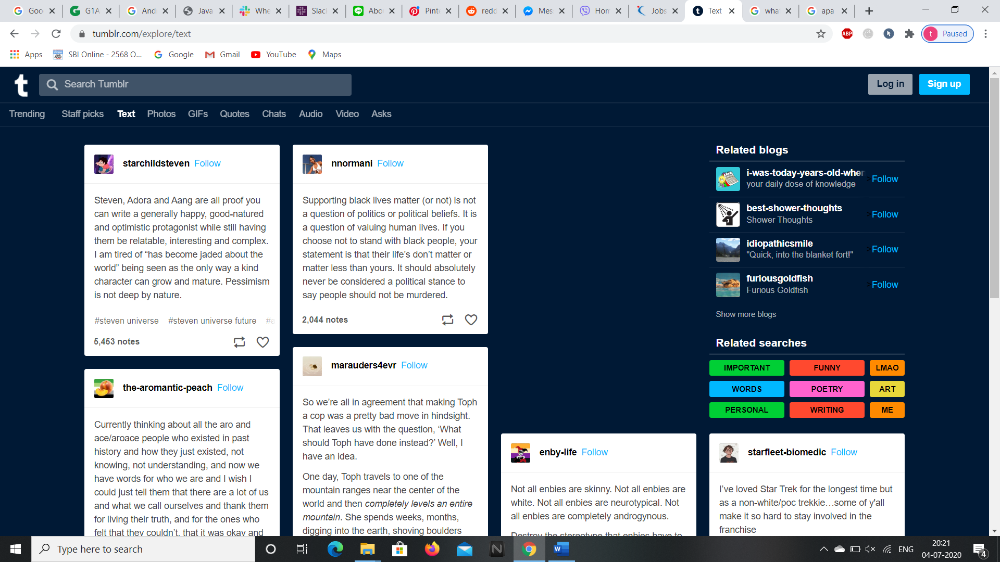 Goo
G1A
And
Java
Whe
Slac
Abo
Pint
redd
Mes
Hom
Jobs
Text
wha
apa
tumblr.com/explore/text
ABP
t Paused
Apps
SBI Online - 2568 O...
Google
Gmail
YouTube
Maps
t
Search Tumblr
Log in
Sign up
Trending
Staff picks
Text
Photos
GIFs
Quotes
Chats
Audio
Video
Asks
starchildsteven Follow
Steven, Adora and Aang are all proof you
can write a generally happy, good-natured
and optimistic protagonist while still having
them be relatable, interesting and complex.
I am tired of “has become jaded about the
world” being seen as the only way a kind
character can grow and mature. Pessimism
is not deep by nature.
#steven universe #steven universe future #a
5,453 notes
the-aromantic-peach Follow
Currently thinking about all the aro and
ace/aroace people who existed in past
history and how they just existed, not
knowing, not understanding, and now we
have words for who we are and I wish I
could just tell them that there are a lot of us
and what we call ourselves and thank them
for living their truth, and for the ones who
felt that they couldn’t, that it was okay and
nnormani Follow
Supporting black lives matter (or not) is not
a question of politics or political beliefs. It is
a question of valuing human lives. If you
choose not to stand with black people, your
statement is that their life’s don’t matter or
matter less than yours. It should absolutely
never be considered a political stance to
say people should not be murdered.
2,044 notes
marauders4evr Follow
So we’re all in agreement that making Toph
a cop was a pretty bad move in hindsight.
That leaves us with the question, ‘What
should Toph have done instead?’ Well, I
have an idea.
One day, Toph travels to one of the
mountain ranges near the center of the
world and then completely levels an entire
mountain. She spends weeks, months,
digging into the earth, shoving boulders
enby-life Follow
Not all enbies are skinny. Not all enbies are
white. Not all enbies are neurotypical. Not
all enbies are completely androgynous.
Destroy the stereotype that enbies have to
Related blogs
i-was-today-years-old-when
your daily dose of knowledge
Follow
best-shower-thoughts
Shower Thoughts
Follow
idiopathicsmile
"Quick, into the blanket fort!"
Follow
furiousgoldfish
Furious Goldfish
Follow
Show more blogs
Related searches
IMPORTANT FUNNY LMAO
WORDS POETRY ART
PERSONAL WRITING ME
starfleet-biomedic Follow
I’ve loved Star Trek for the longest time but
as a non-white/poc trekkie…some of y'all
make it so hard to stay involved in the
franchise
Type here to search
ENG
20:21
04-07-2020
4